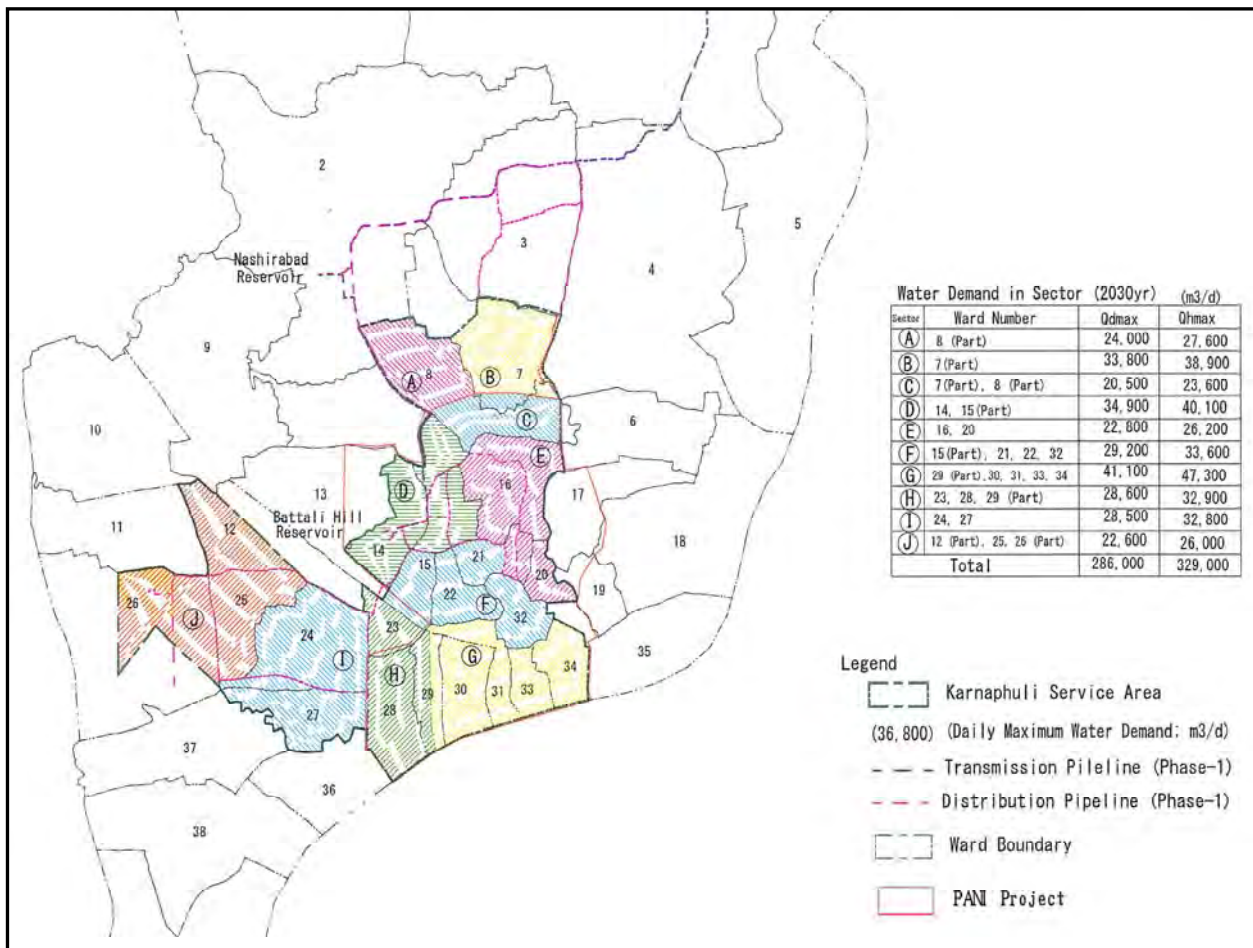 2
5
3
4
Nashirabad
Reservoir
9
8
7
A
B
C
6
10
E
16
17
13
D
11
12
Battali Hill
Reservoir
18
14
15
21
20
19
26
J
25
22
F
32
24
23
35
I
H
29
G
34
30
31
33
28
27
37
36
38
Water Demand in Sector (2030yr) (m3/d)
Sector Ward Number Qdmax Qhmax
A 8 (Part) 24,000 27,600
B 7(Part) 33,800 38,900
C 7(Part), 8 (Part) 20,500 23,600
D 14, 15(Part) 34,900 40,100
E 16, 20 22,800 26,200
F 15(Part), 21, 22, 32 29,200 33,600
G 29 (Part),30, 31, 33, 34 41,100 47,300
H 23, 28, 29 (Part) 28,600 32,900
I 24, 27 28,500 32,800
J 12 (Part), 25, 26 (Part) 22,600 26,000
Total 286,000 329,000
Legend
Karnaphuli Service Area
(36,800) (Daily Maximum Water Demand: m3/d)
Transmission Pileline (Phase-1)
Distribution Pipeline (Phase-1)
Ward Boundary
PANI Project